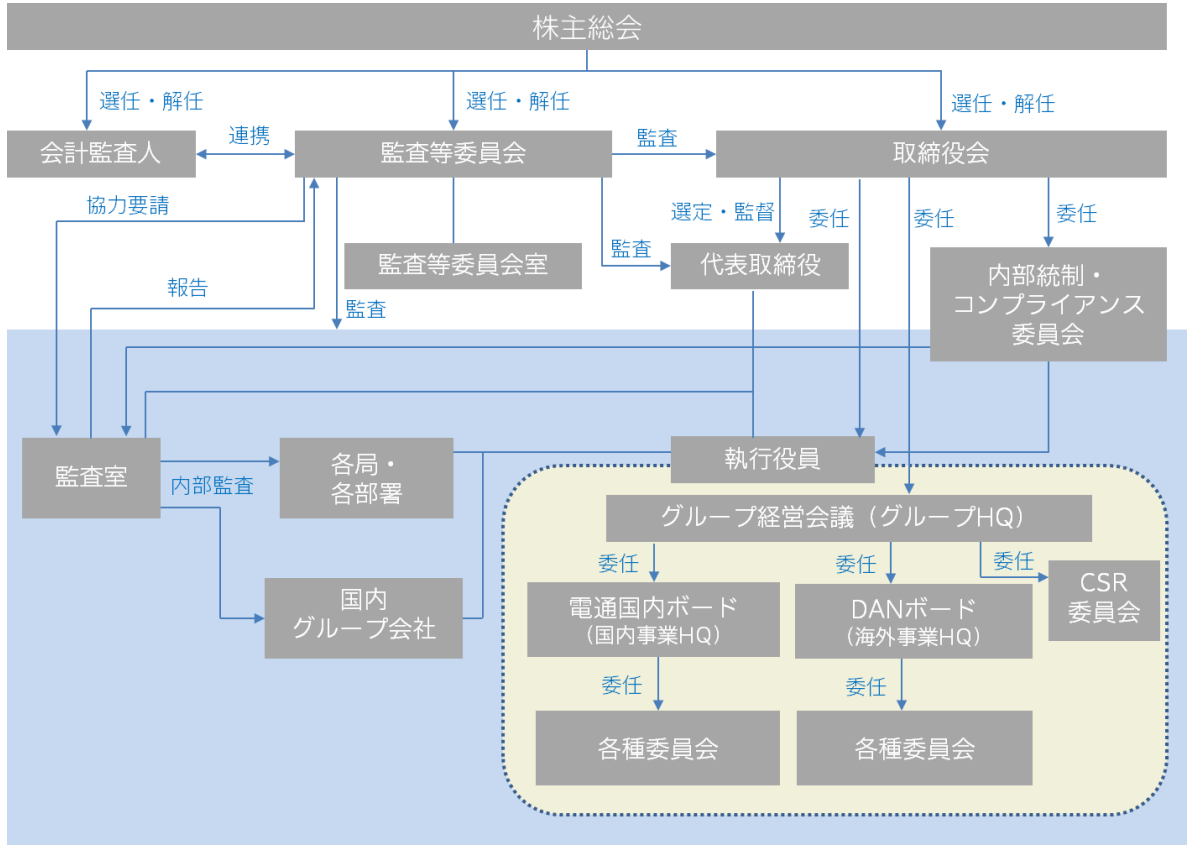 株主総会
選任・解任
選任・解任
選任・解任
会計監査人
連携
監査等委員会
監査
取締役会
協力要請
選定・監督
委任
委任
委任
監査等委員会室
監査
代表取締役
内部統制・
コンプライアンス
委員会
報告
監査
監査室
内部監査
各局・
各部署
執行役員
グループ経営会議(グループHQ)
委任
委任
委任
国内
グループ会社
電通国内ボード
(国内事業HQ)
DANボード
(海外事業HQ)
CSR
委員会
委任
委任
各種委員会
各種委員会